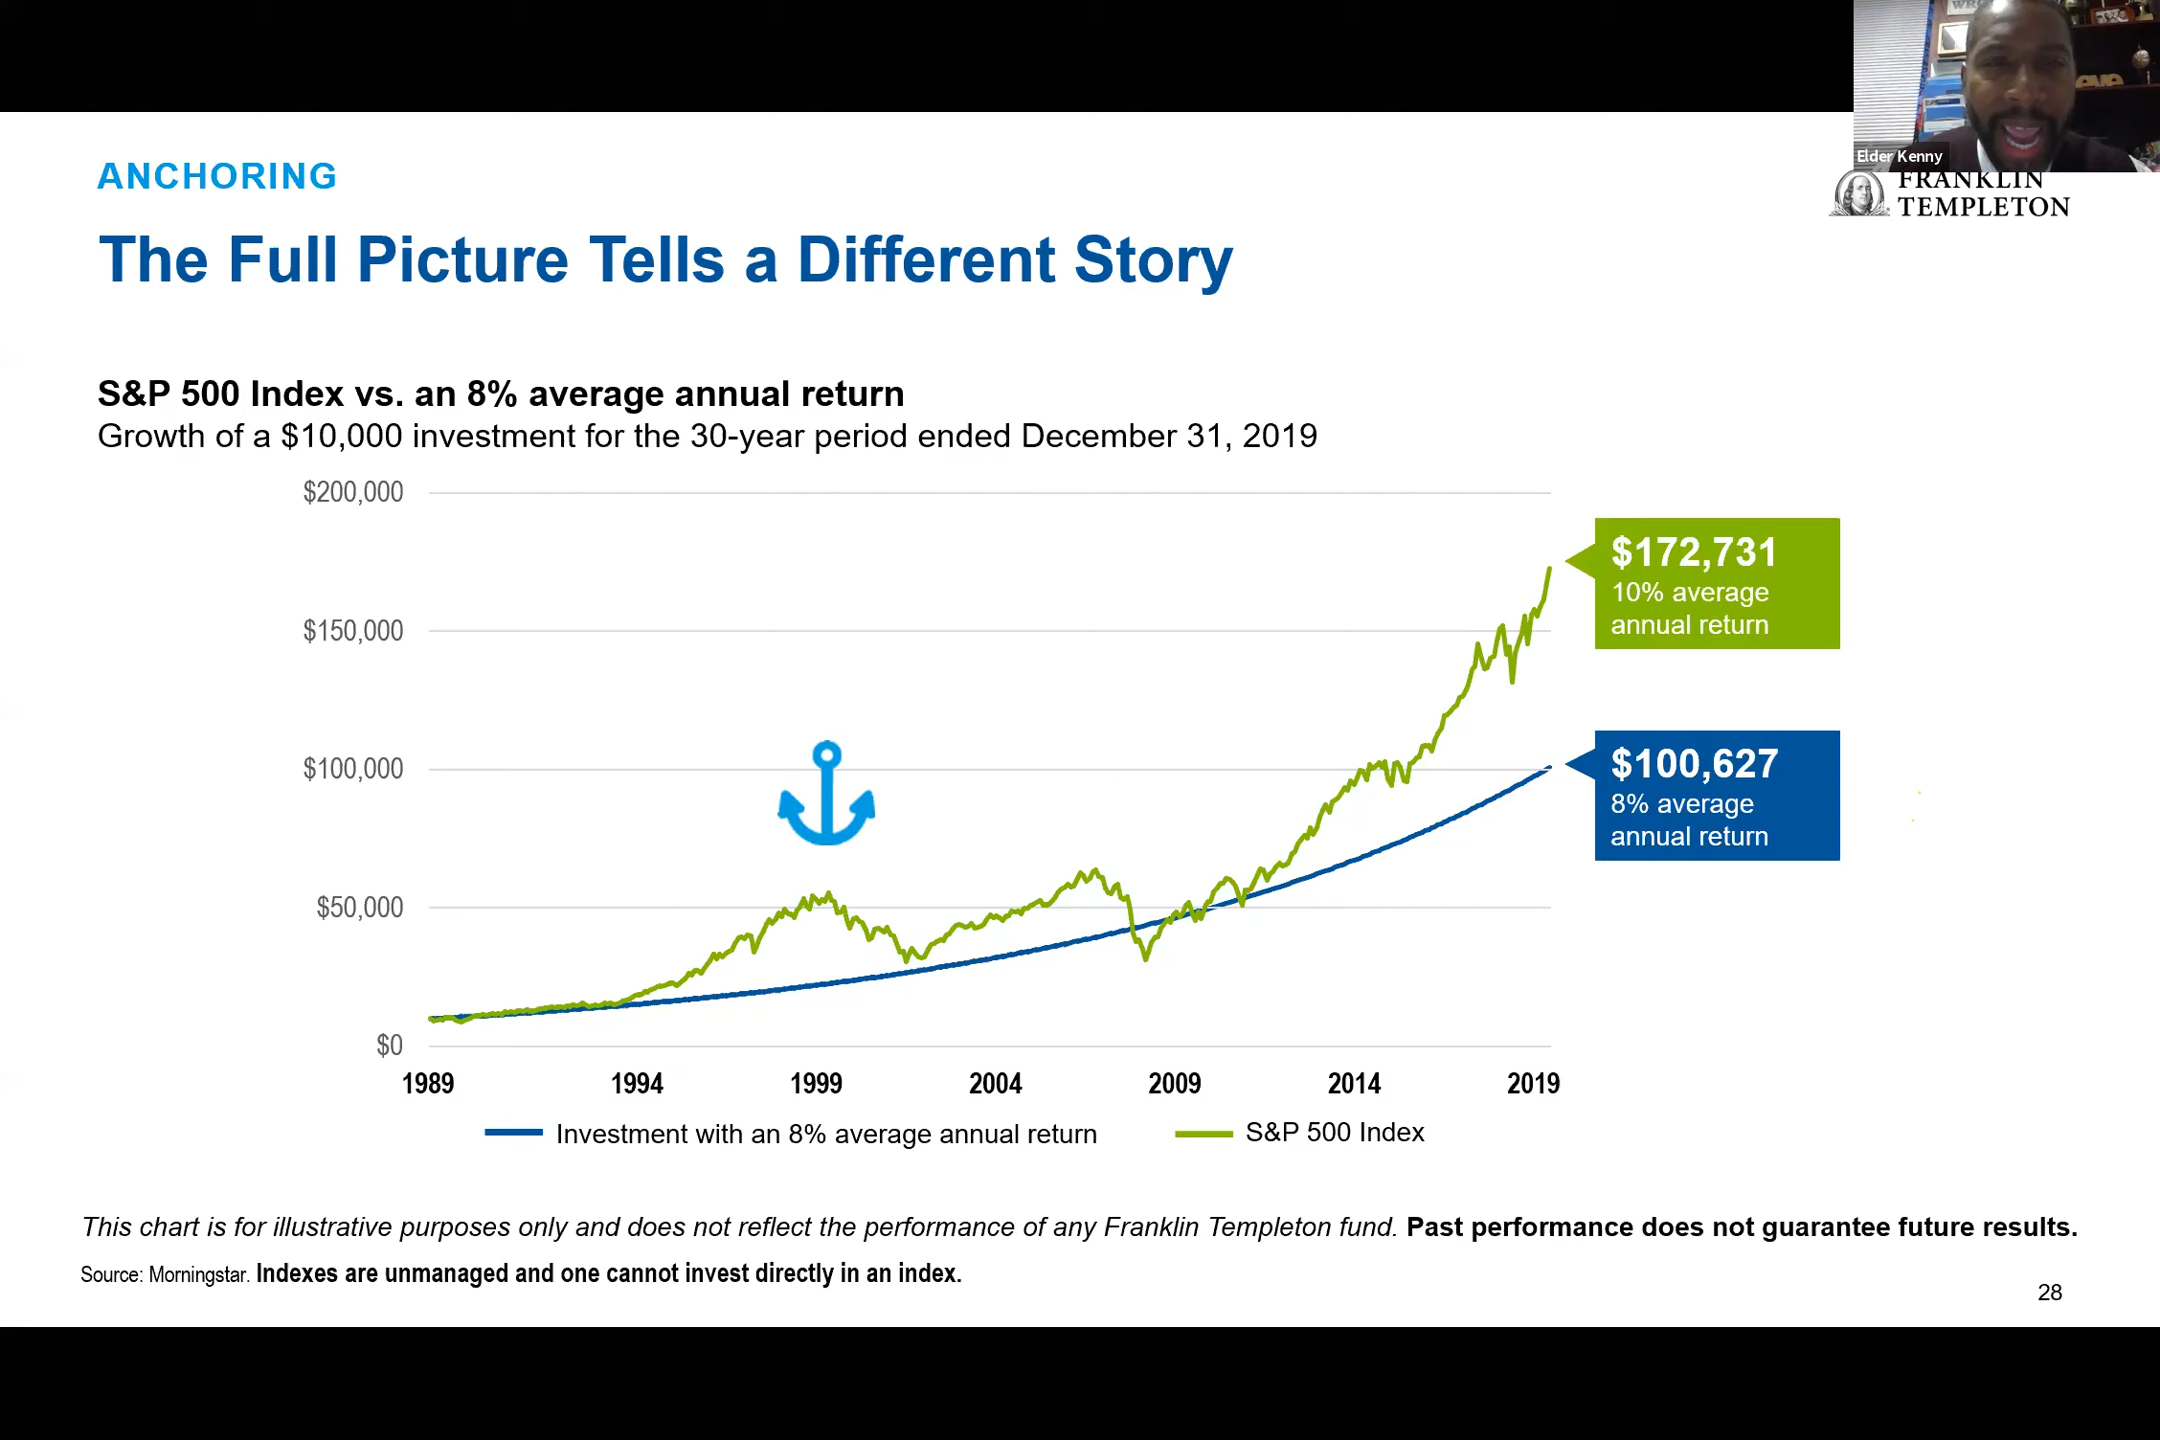 Elder Kenny
FRANKLIN
TEMPLETON
ANCHORING
The Full Picture Tells a Different Story
S&P 500 Index vs. an 8% average annual return
Growth of a $10,000 investment for the 30-year period ended December 31, 2019
$200,000
$150,000
$100,000
$50,000
$0
$172,731
10% average
annual return
$100,627
8% average
annual return
1989 1994 1999 2004 2009 2014 2019
Investment with an 8% average annual return S&P 500 Index
This chart is for illustrative purposes only and does not reflect the performance of any Franklin Templeton fund. Past performance does not guarantee future results.
Source: Morningstar. Indexes are unmanaged and one cannot invest directly in an index.
28